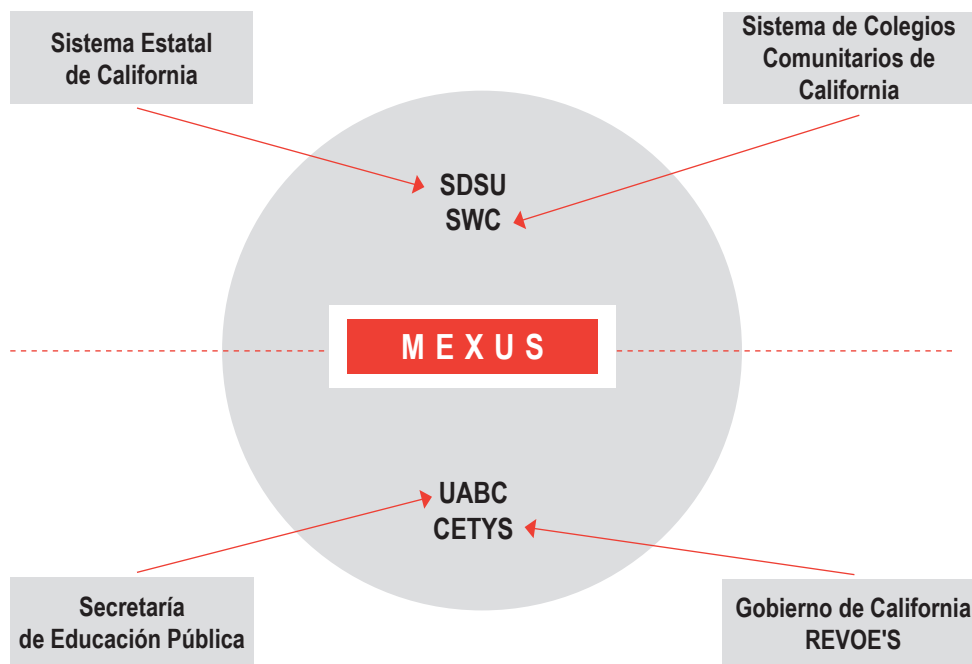 Sistema Estatal
de California
Sistema de Colegios
Comunitarios de
California
SDSU
SWC
MEXUS
UABC
CETYS
Secretaría
de Educación Pública
Gobierno de California
REVOE'S